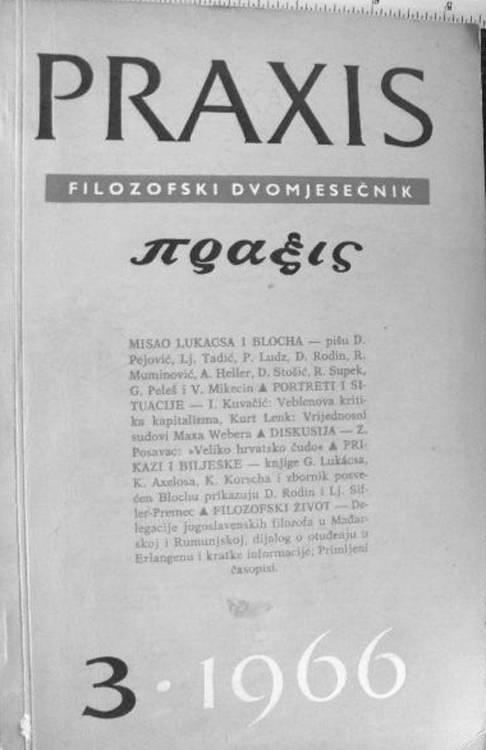 PRAXIS
FILOZOFSKI DVOMJESEČNIK
πραξις
MISAO LUKACSA I BLOCHA — pišu D.
Pejović, Lj. Tadić, P. Ludz, D. Rodin, R.
Muminović, A. Heller, D. Stošić, R. Supek,
G. Peleš i V. Mikecin ▲ PORTRETI I SI-
TUACIJE — I. Kuvačić: Veblenova kriti-
ka kapitalizma, Kurt Lenk: Vrijednosni
sudovi Maxa Webera ▲ DISKUSIJA — Z.
Posavac: »Veliko hrvatsko čudo« ▲ PRI-
KAZI I BILJEŠKE — knjige G. Lukácsa,
K. Axelosa, K. Korscha i zbornik posve-
ćen Blochu prikazuju D. Rodin i Lj. Šif-
ler-Premec ▲ FILOZOFSKI ŽIVOT — De-
legacije jugoslavenskih filozofa u Mađar-
skoj i Rumunjskoj, dijalog o otuđenju u
Erlangenu i kratke informacije; Primljeni
časopisi.
3 · 1966